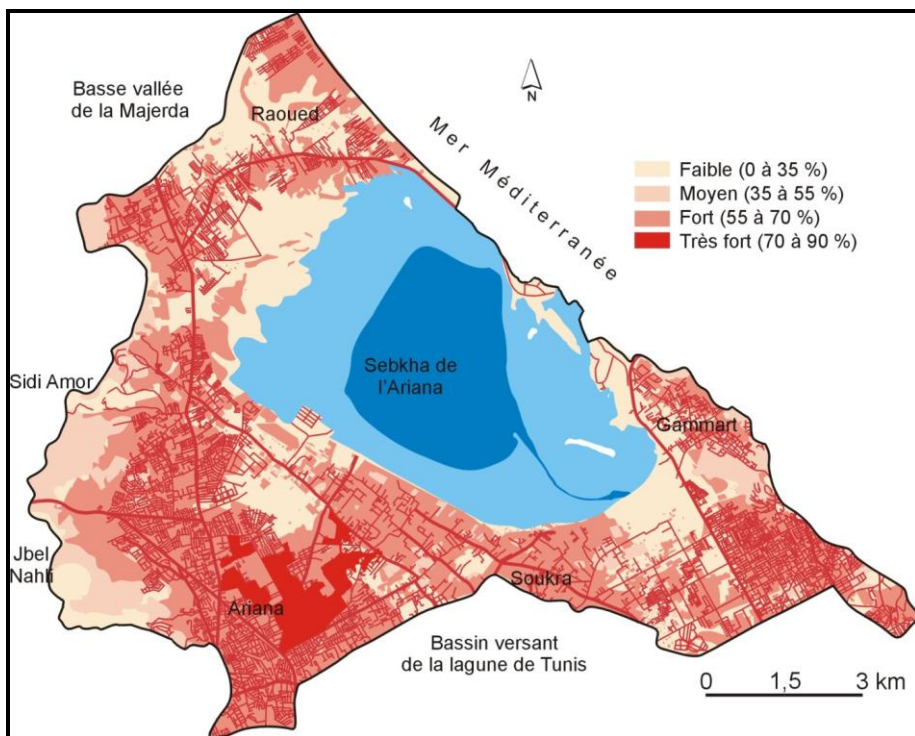 Basse vallée
de la Majerda
Raoued
N
Mer Méditerranée
Faible (0 à 35 %)
Moyen (35 à 55 %)
Fort (55 à 70 %)
Très fort (70 à 90 %)
Sebkha de
l'Ariana
Sidi Amor
Gammart
Jbel
Nahli
Ariana
Soukra
Bassin versant
de la lagune de Tunis
0 1,5 3 km